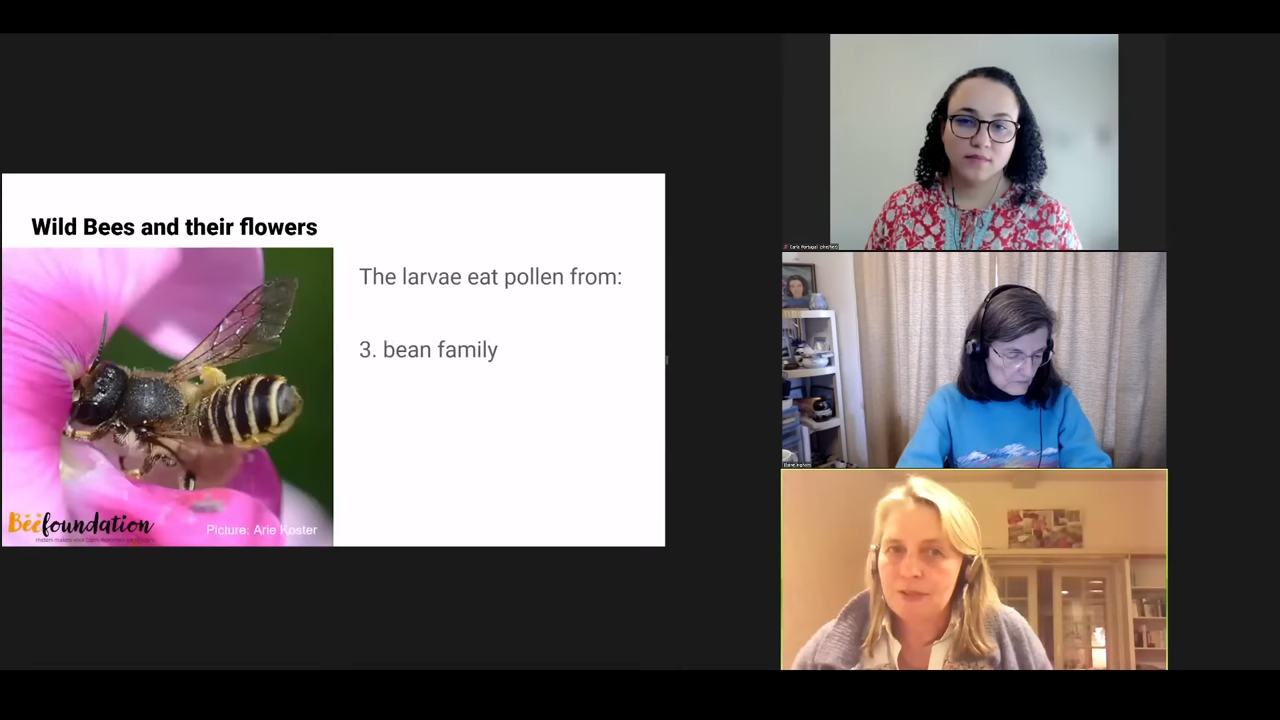 Wild Bees and their flowers
The larvae eat pollen from:
3. bean family
Beefoundation
Picture: Arie Koster